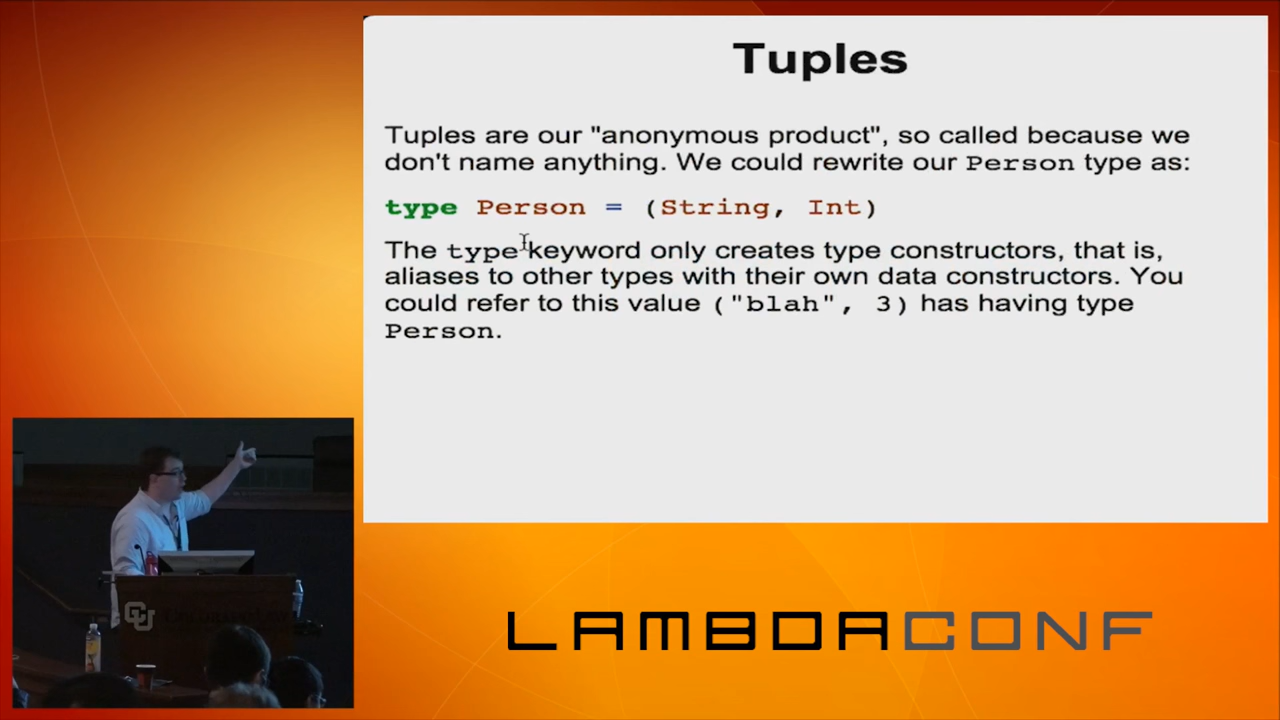 Tuples
Tuples are our "anonymous product", so called because we
don't name anything. We could rewrite our Person type as:
type Person = (String, Int)
The type keyword only creates type constructors, that is,
aliases to other types with their own data constructors. You
could refer to this value ("blah", 3) has having type
Person.
CU
LAMBDACONF